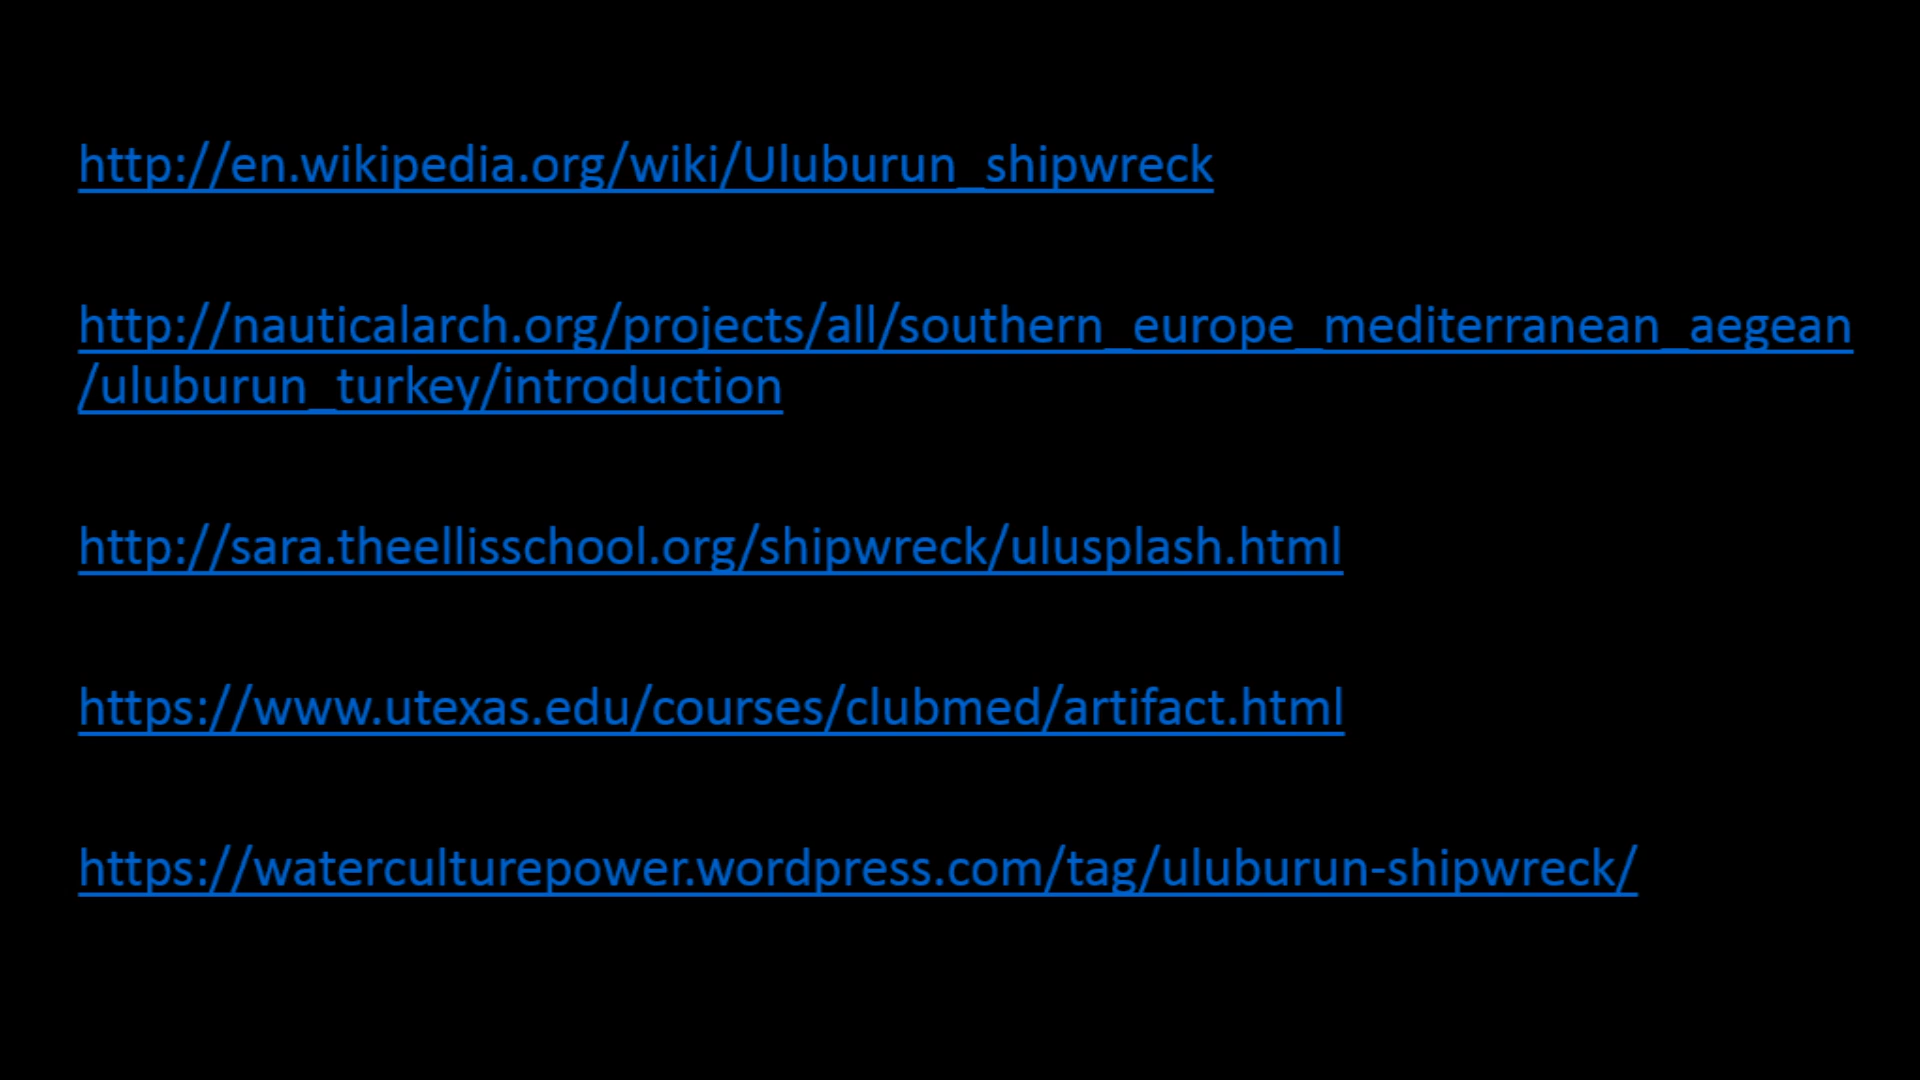 http://en.wikipedia.org/wiki/Uluburun_shipwreck
http://nauticalarch.org/projects/all/southern_europe_mediterranean_aegean
/uluburun_turkey/introduction
http://sara.theellisschool.org/shipwreck/ulusplash.html
https://www.utexas.edu/courses/clubmed/artifact.html
https://waterculturepower.wordpress.com/tag/uluburun-shipwreck/